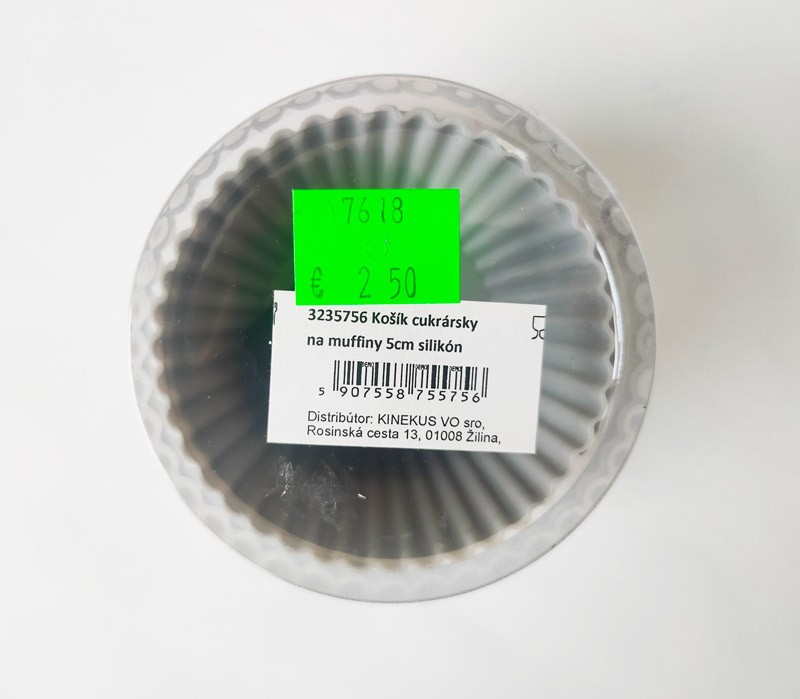 7618
€ 2 50
3235756 Košík cukrársky
na muffiny 5cm silikón
5 907558 755756
Distribútor: KINEKUS VO sro,
Rosinská cesta 13, 01008 Žilina,